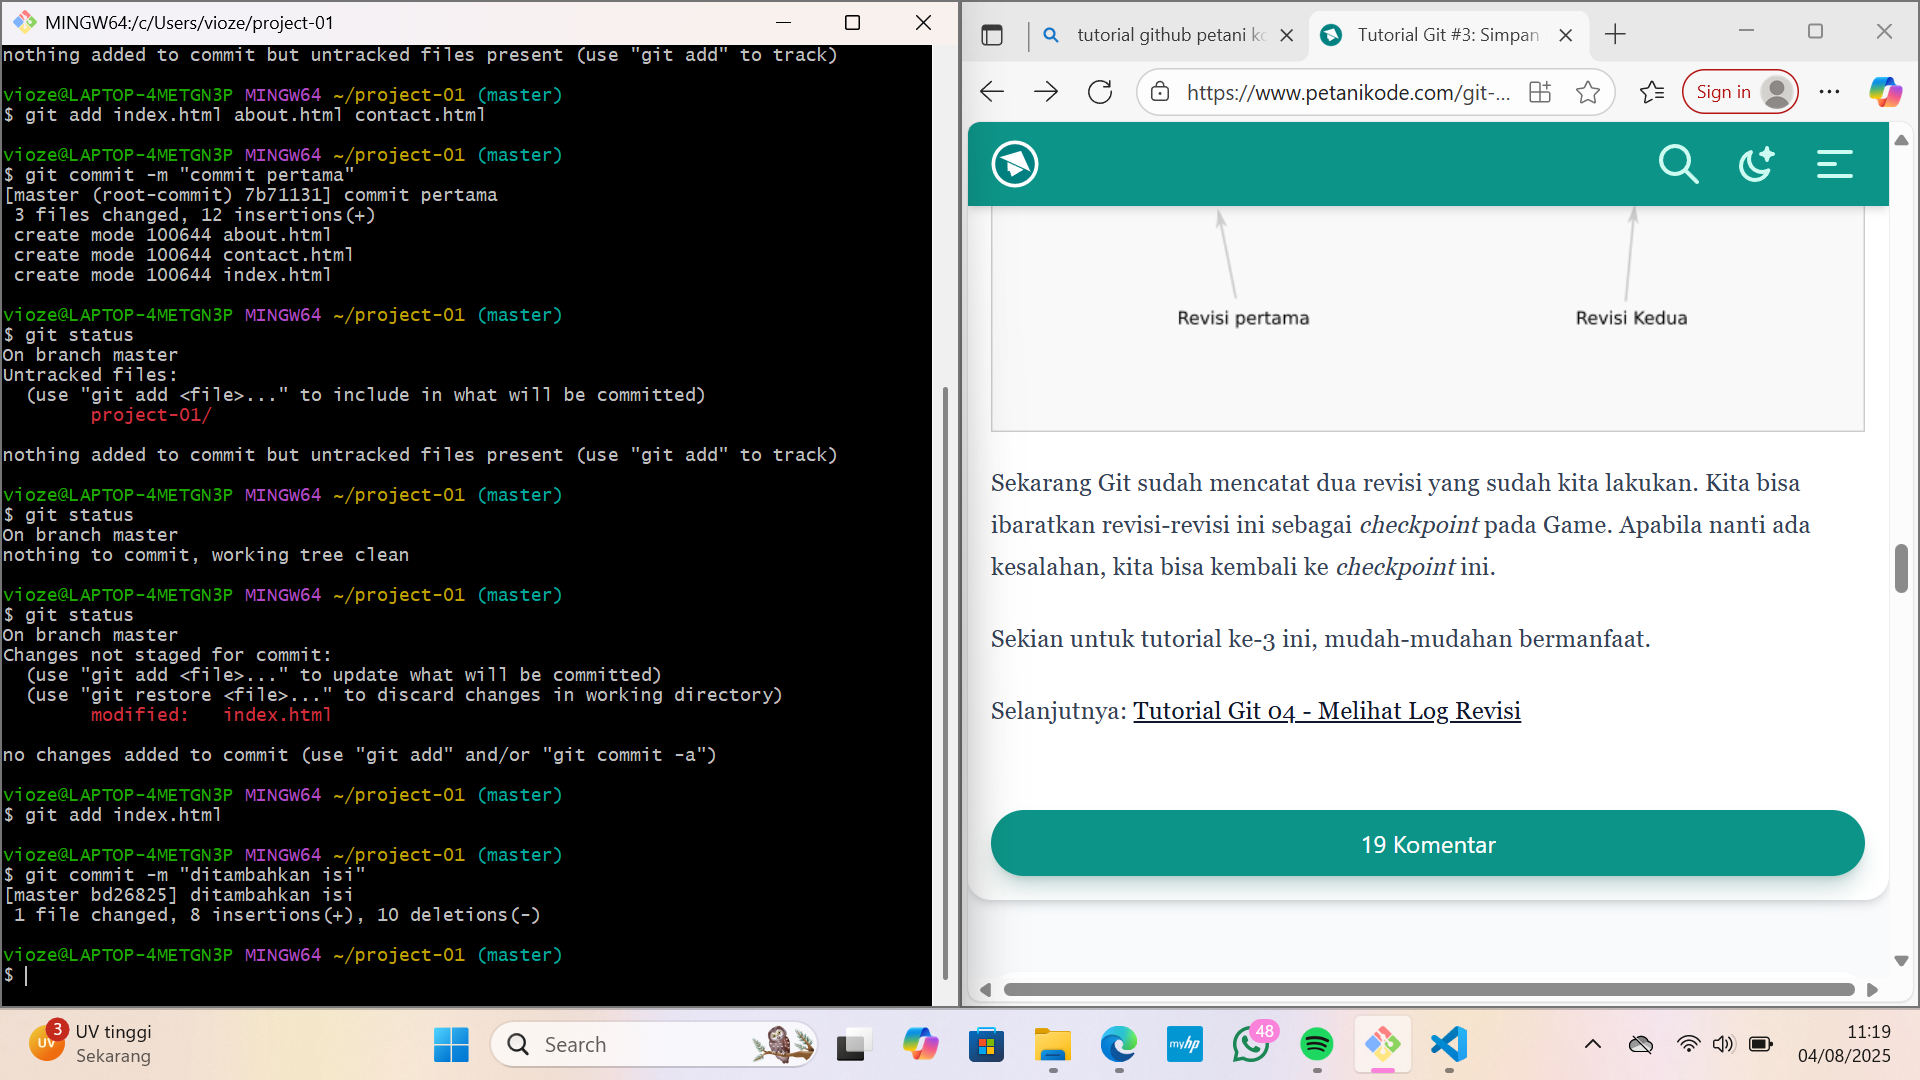 MINGW64:/c/Users/vioze/project-01
nothing added to commit but untracked files present (use "git add" to track)
vioze@LAPTOP-4METGN3P MINGW64 ~/project-01 (master)
$ git add index.html about.html contact.html
vioze@LAPTOP-4METGN3P MINGW64 ~/project-01 (master)
$ git commit -m "commit pertama"
[master (root-commit) 7b71131] commit pertama
3 files changed, 12 insertions(+)
create mode 100644 about.html
create mode 100644 contact.html
create mode 100644 index.html
vioze@LAPTOP-4METGN3P MINGW64 ~/project-01 (master)
$ git status
On branch master
Untracked files:
(use "git add <file>..." to include in what will be committed)
project-01/
nothing added to commit but untracked files present (use "git add" to track)
vioze@LAPTOP-4METGN3P MINGW64 ~/project-01 (master)
$ git status
On branch master
nothing to commit, working tree clean
vioze@LAPTOP-4METGN3P MINGW64 ~/project-01 (master)
$ git status
On branch master
Changes not staged for commit:
(use "git add <file>..." to update what will be committed)
(use "git restore <file>..." to discard changes in working directory)
modified:   index.html
no changes added to commit (use "git add" and/or "git commit -a")
vioze@LAPTOP-4METGN3P MINGW64 ~/project-01 (master)
$ git add index.html
vioze@LAPTOP-4METGN3P MINGW64 ~/project-01 (master)
$ git commit -m "ditambahkan isi"
[master bd26825] ditambahkan isi
1 file changed, 8 insertions(+), 10 deletions(-)
vioze@LAPTOP-4METGN3P MINGW64 ~/project-01 (master)
$
tutorial github petani ko
Tutorial Git #3: Simpan
https://www.petanikode.com/git-...
Sign in
Revisi pertama
Revisi Kedua
Sekarang Git sudah mencatat dua revisi yang sudah kita lakukan. Kita bisa
ibaratkan revisi-revisi ini sebagai checkpoint pada Game. Apabila nanti ada
kesalahan, kita bisa kembali ke checkpoint ini.
Sekian untuk tutorial ke-3 ini, mudah-mudahan bermanfaat.
Selanjutnya: Tutorial Git 04 - Melihat Log Revisi
19 Komentar
UV
3
UV tinggi
Sekarang
Search
myhp
48
11:19
04/08/2025